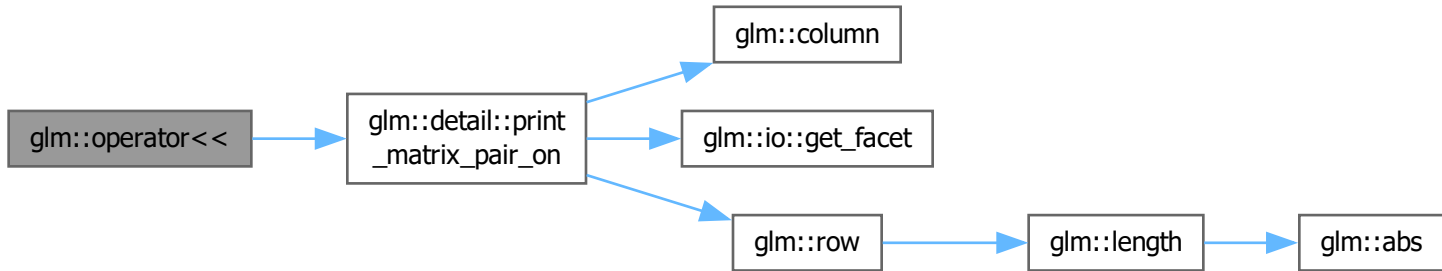 glm::column
glm::operator<<
glm::detail::print
_matrix_pair_on
glm::io::get_facet
glm::row
glm::length
glm::abs